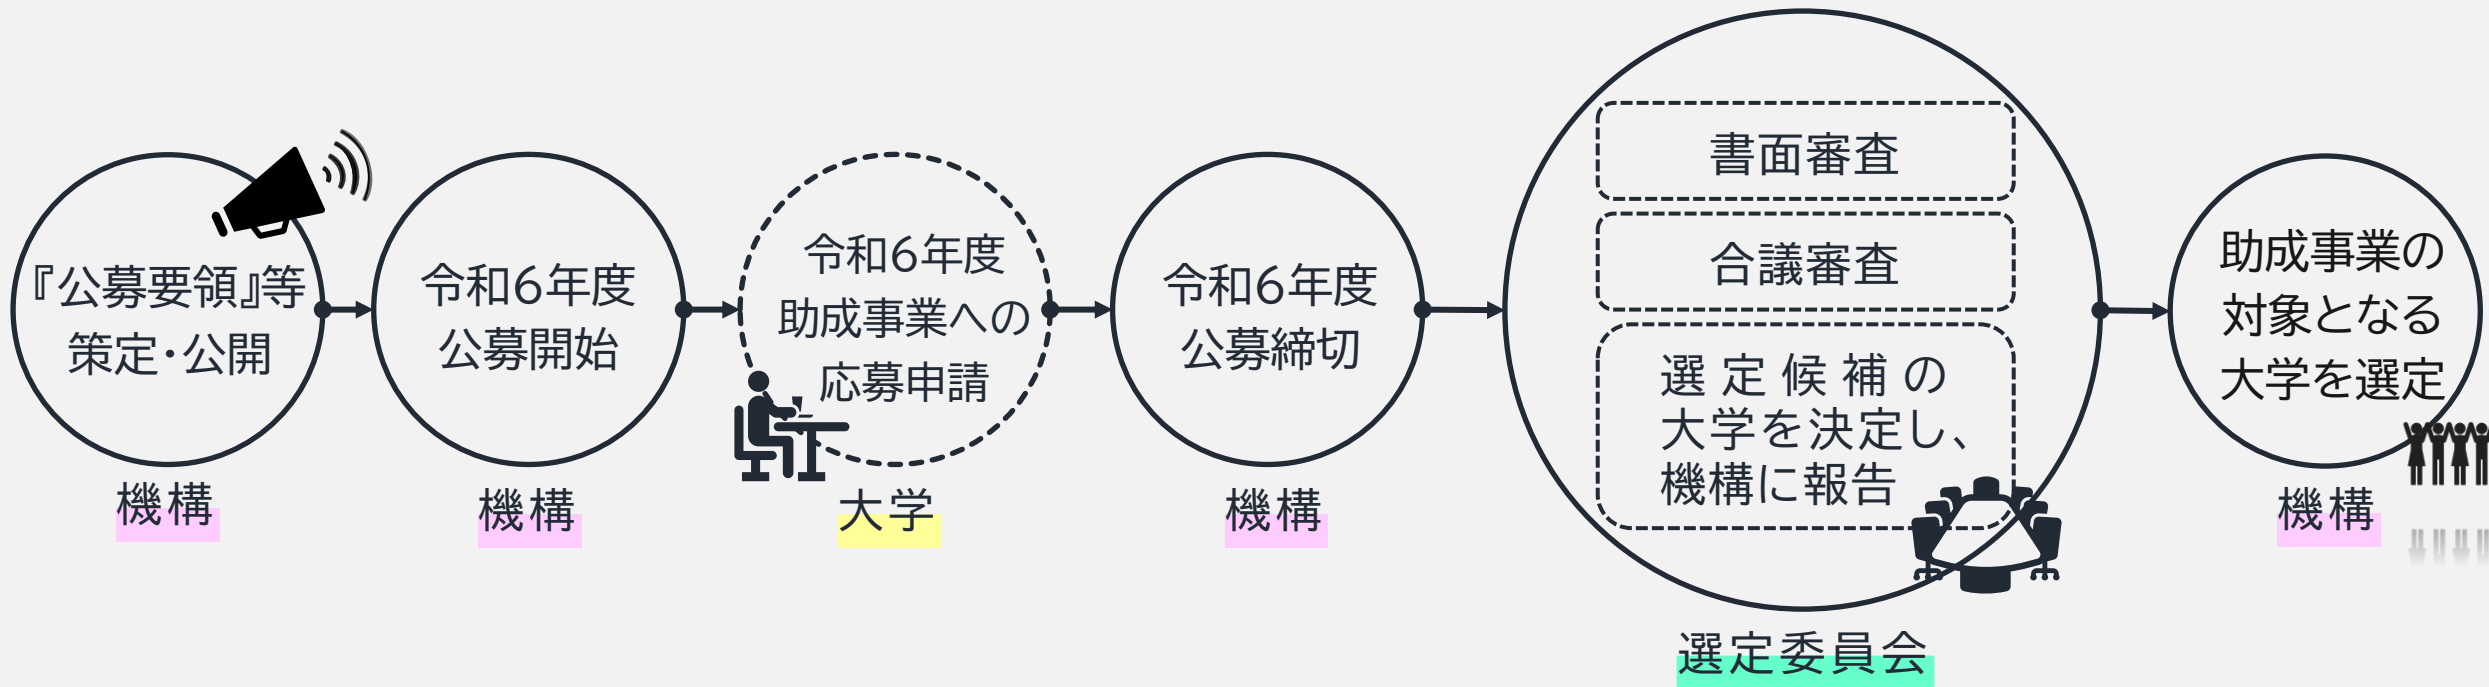 『公募要領』等
策定・公開
機構
令和6年度
公募開始
機構
令和6年度
助成事業への
応募申請
大学
令和6年度
公募締切
機構
書面審査
合議審査
選定候補の
大学を決定し、
機構に報告
選定委員会
助成事業の
対象となる
大学を選定
機構